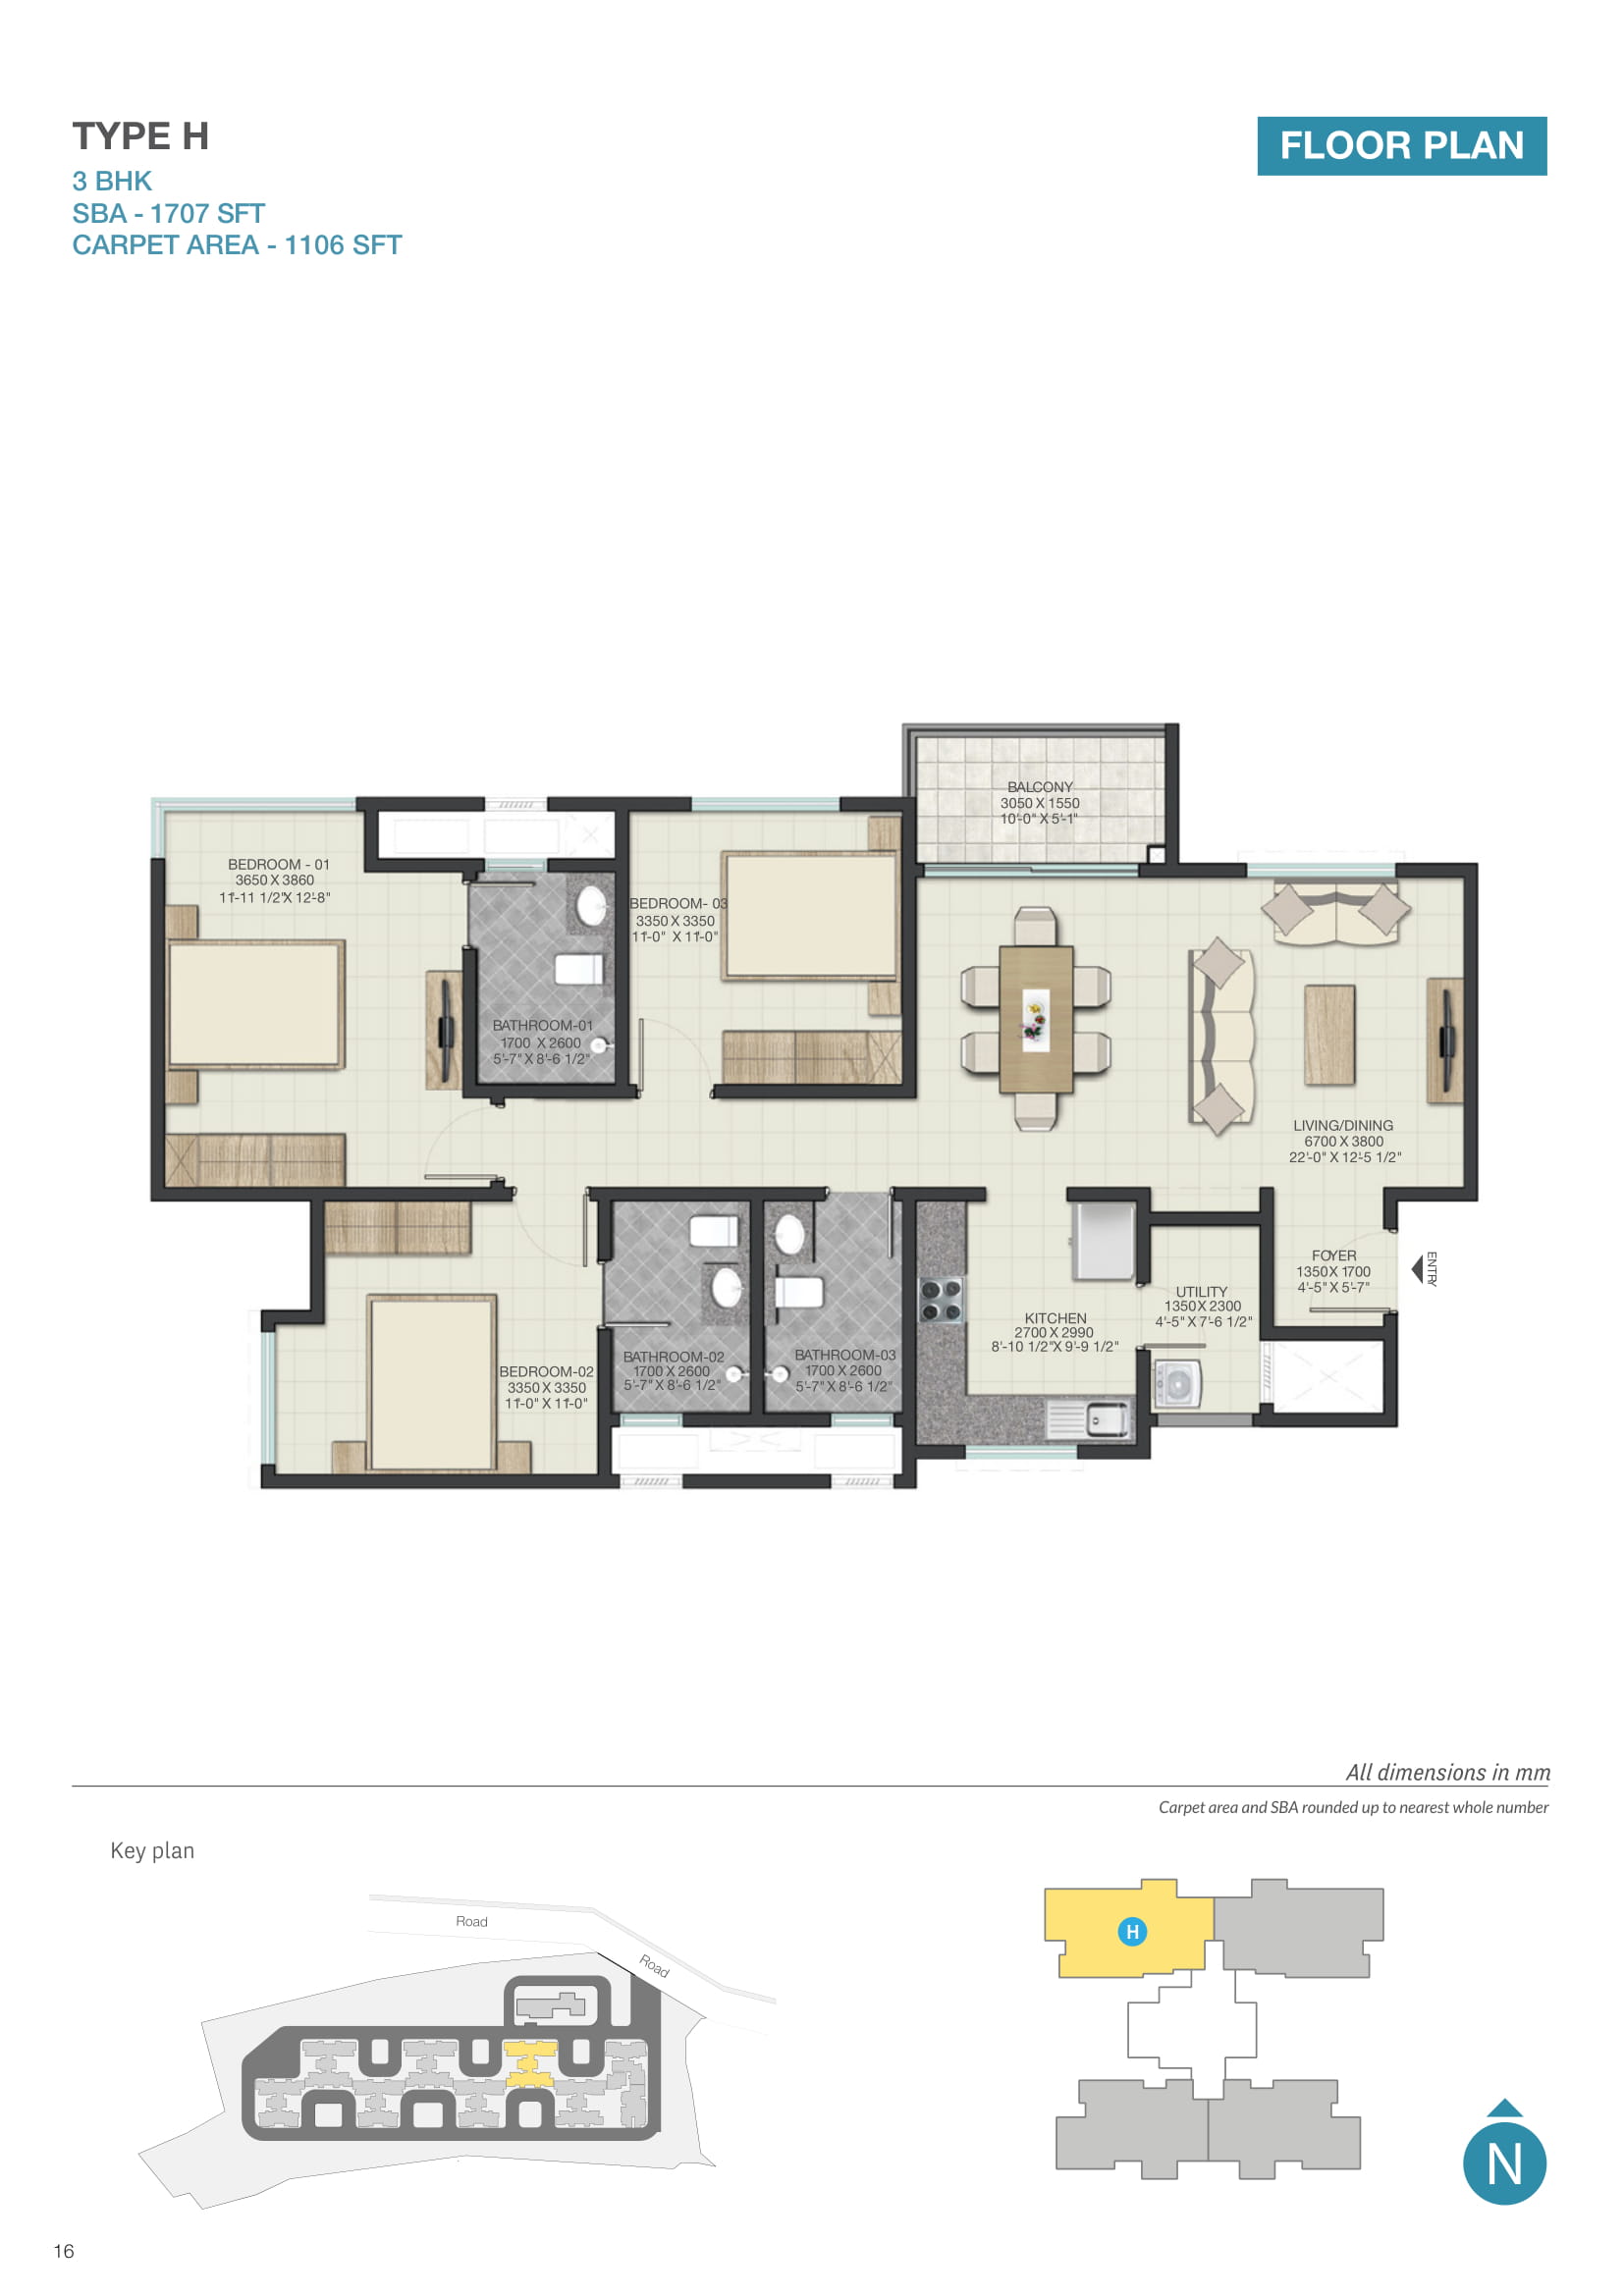 TYPE H
3 BHK
SBA - 1707 SFT
CARPET AREA - 1106 SFT
FLOOR PLAN
BALCONY
3050 X 1550
10'-0" X 5'-1"
BEDROOM - 01
3650 X 3860
11'-11 1/2"X 12'-8"
BEDROOM- 03
3350 X 3350
11'-0" X 11'-0"
BATHROOM-01
1700 X 2600
5'-7" X 8'-6 1/2"
LIVING/DINING
6700 X 3800
22'-0" X 12'-5 1/2"
FOYER
1350X 1700
4'-5" X 5'-7"
ENTRY
UTILITY
1350X 2300
4'-5" X 7'-6 1/2"
KITCHEN
2700 X 2990
8'-10 1/2"X 9'-9 1/2"
BATHROOM-02
1700 X 2600
5'-7" X 8'-6 1/2"
BATHROOM-03
1700 X 2600
5'-7" X 8'-6 1/2"
BEDROOM-02
3350 X 3350
11'-0" X 11'-0"
All dimensions in mm
Carpet area and SBA rounded up to nearest whole number
Key plan
Road
Road
H
N
16